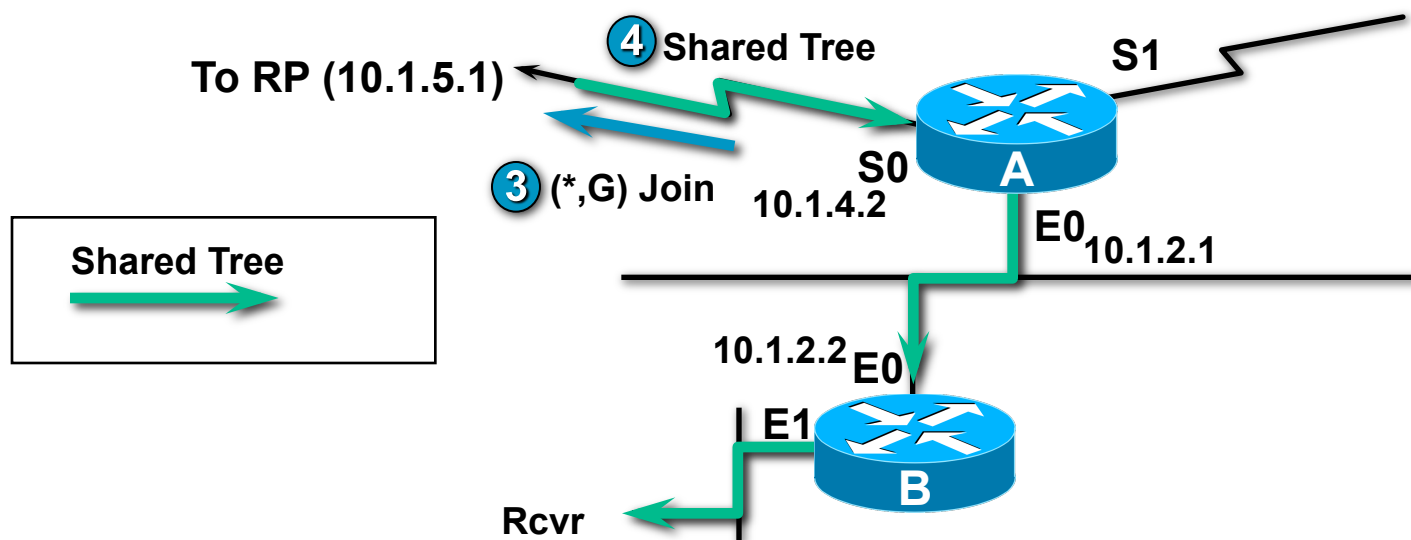 4 Shared Tree
S1
To RP (10.1.5.1)
S0
A
3 (*,G) Join
10.1.4.2
E0
10.1.2.1
Shared Tree
10.1.2.2
E0
E1
B
Rcvr